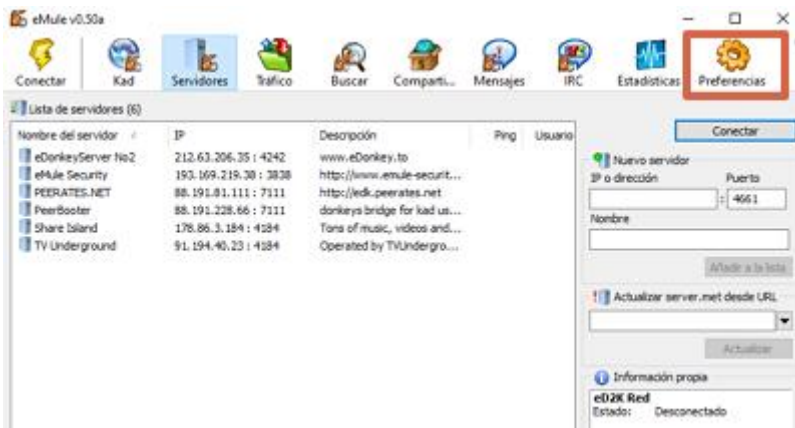 eMule v0.50a
Conectar Kad Servidores Tráfico Buscar Comparti... Mensajes IRC Estadísticas Preferencias
Lista de servidores (6)
Nombre del servidor IP Descripción Ping Usuario
eDonkeyServer No2 212.63.206.35 : 4242 www.eDonkey.to
eMule Security 193.169.219.38 : 3838 http://www.emule-securit...
PEERATES.NET 88.191.81.111 : 7111 http://edk.peerates.net
PeerBooter 88.191.228.66 : 7111 donkeys bridge for kad us...
Share Island 178.86.3.184 : 4184 Tons of music, videos and...
TV Underground 91.194.40.23 : 4184 Operated by TVUndergro...
Conectar
Nuevo servidor
IP o dirección Puerto
: 4661
Nombre
Añadir a la lista
Actualizar server.met desde URL
Actualizar
Información propia
eD2K Red
Estado: Desconectado